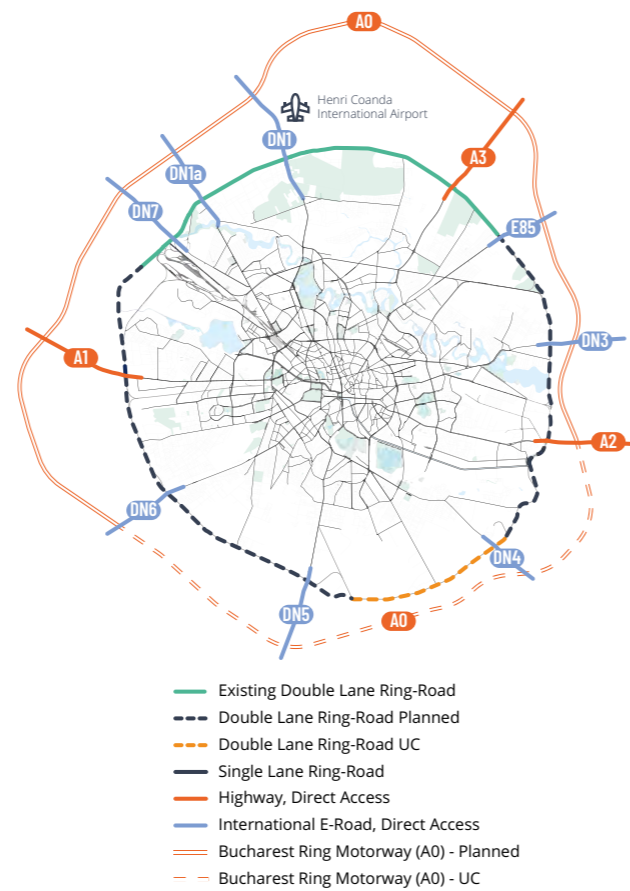 A0
Henri Coanda
International Airport
DN1
A3
DN1a
DN7
E85
DN3
A1
A2
DN6
DN4
DN5
A0
Existing Double Lane Ring-Road
Double Lane Ring-Road Planned
Double Lane Ring-Road UC
Single Lane Ring-Road
Highway, Direct Access
International E-Road, Direct Access
Bucharest Ring Motorway (A0) - Planned
Bucharest Ring Motorway (A0) - UC